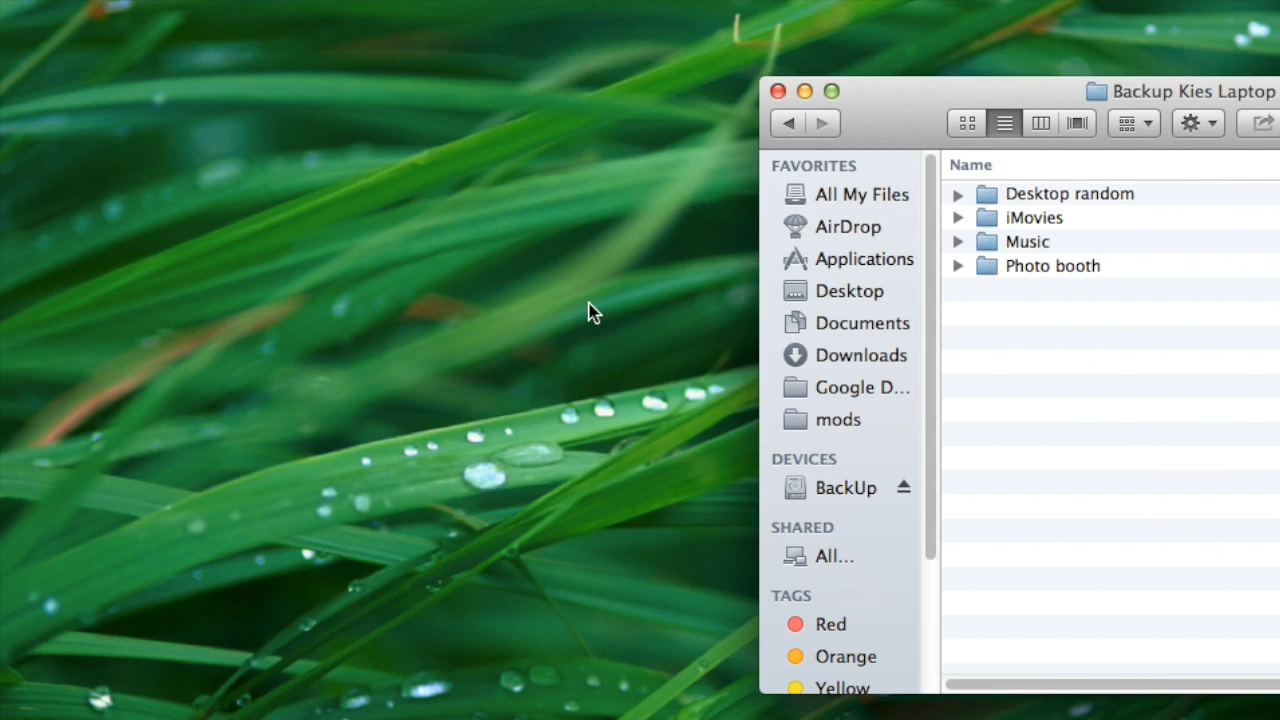 Backup Kies Laptop
FAVORITES
All My Files
AirDrop
Applications
Desktop
Documents
Downloads
Google D...
mods
DEVICES
BackUp
SHARED
All...
TAGS
Red
Orange
Yellow
Name
Desktop random
iMovies
Music
Photo booth